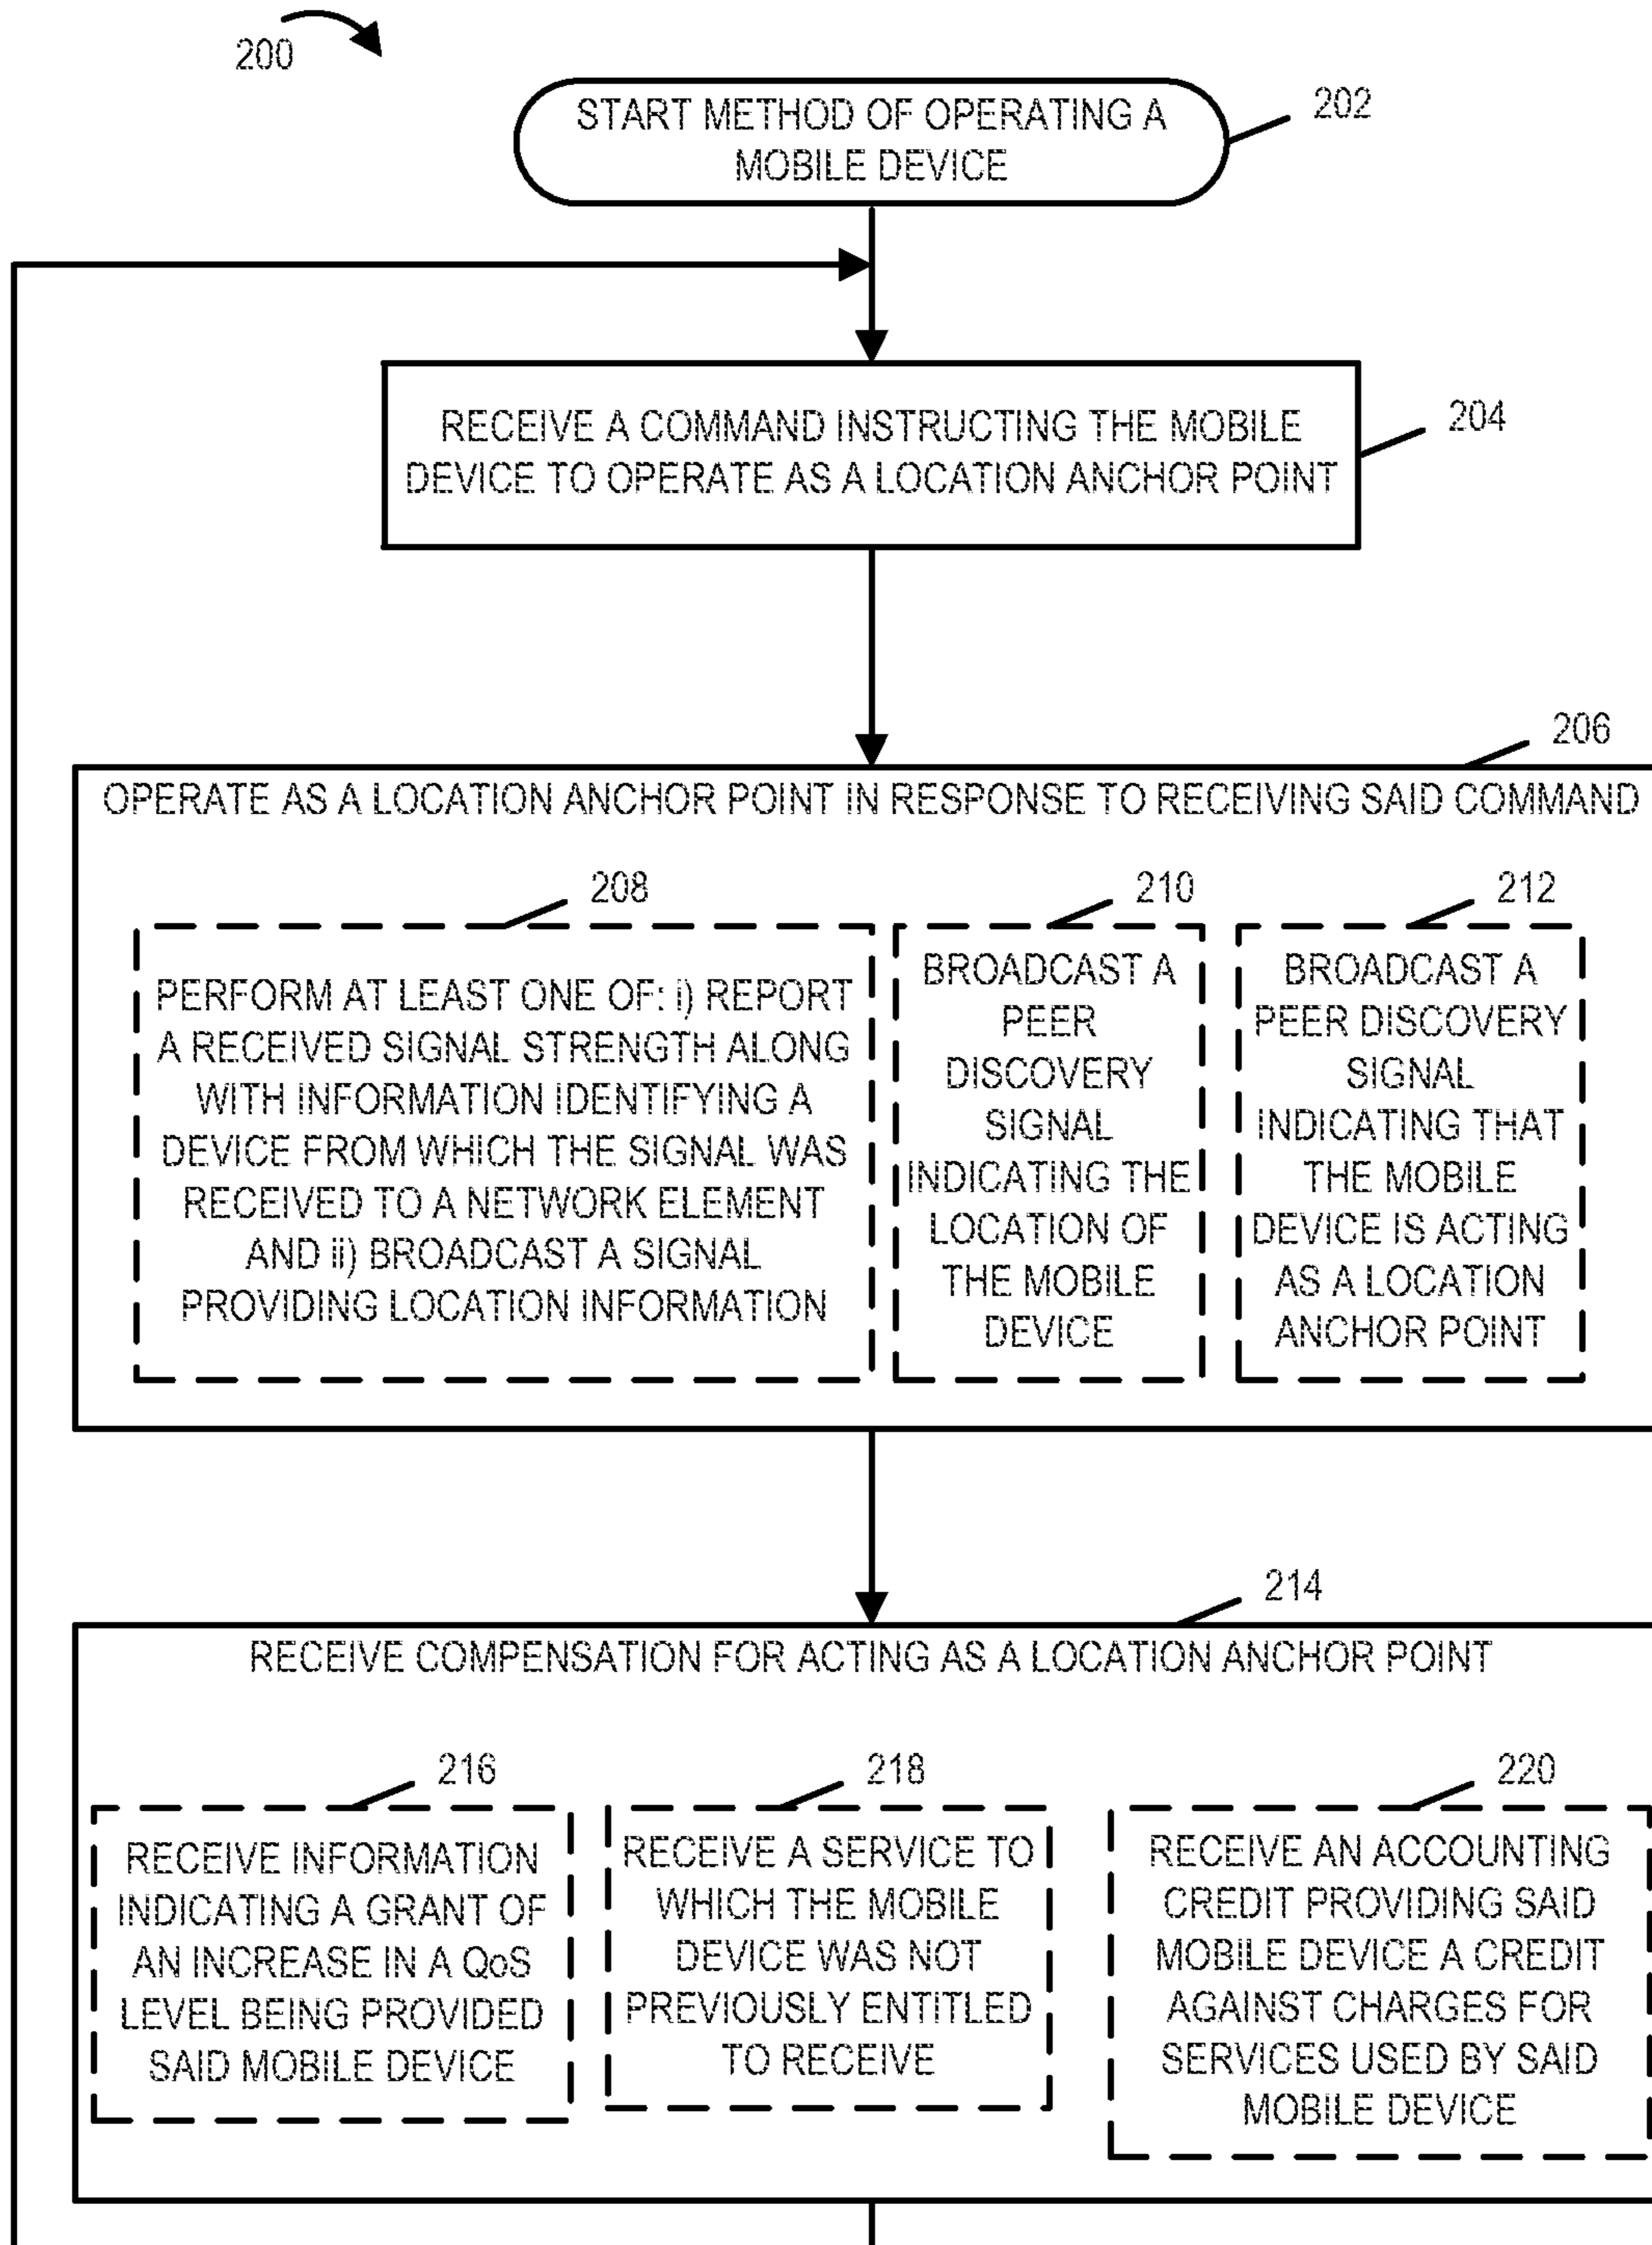 200
START METHOD OF OPERATING A
MOBILE DEVICE
202
RECEIVE A COMMAND INSTRUCTING THE MOBILE
DEVICE TO OPERATE AS A LOCATION ANCHOR POINT
204
206
OPERATE AS A LOCATION ANCHOR POINT IN RESPONSE TO RECEIVING SAID COMMAND
208
PERFORM AT LEAST ONE OF: i) REPORT
A RECEIVED SIGNAL STRENGTH ALONG
WITH INFORMATION IDENTIFYING A
DEVICE FROM WHICH THE SIGNAL WAS
RECEIVED TO A NETWORK ELEMENT
AND ii) BROADCAST A SIGNAL
PROVIDING LOCATION INFORMATION
210
BROADCAST A
PEER
DISCOVERY
SIGNAL
INDICATING THE
LOCATION OF
THE MOBILE
DEVICE
212
BROADCAST A
PEER DISCOVERY
SIGNAL
INDICATING THAT
THE MOBILE
DEVICE IS ACTING
AS A LOCATION
ANCHOR POINT
214
RECEIVE COMPENSATION FOR ACTING AS A LOCATION ANCHOR POINT
216
RECEIVE INFORMATION
INDICATING A GRANT OF
AN INCREASE IN A QoS
LEVEL BEING PROVIDED
SAID MOBILE DEVICE
218
RECEIVE A SERVICE TO
WHICH THE MOBILE
DEVICE WAS NOT
PREVIOUSLY ENTITLED
TO RECEIVE
220
RECEIVE AN ACCOUNTING
CREDIT PROVIDING SAID
MOBILE DEVICE A CREDIT
AGAINST CHARGES FOR
SERVICES USED BY SAID
MOBILE DEVICE